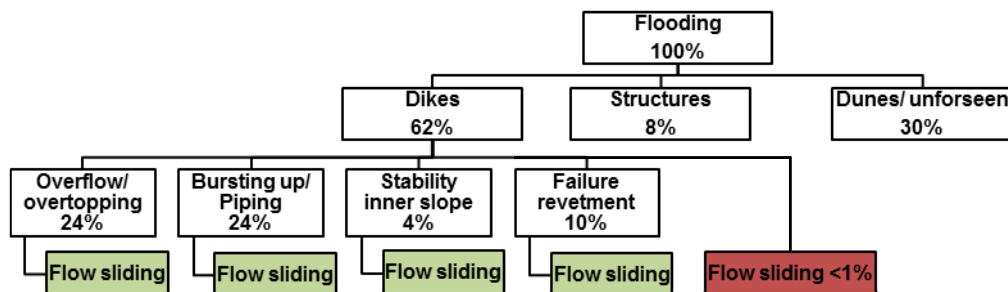 Flooding
100%
Dikes
62%
Structures
8%
Dunes/ unforseen
30%
Overflow/
overtopping
24%
Bursting up/
Piping
24%
Stability
inner slope
4%
Failure
revetment
10%
Flow sliding
Flow sliding
Flow sliding
Flow sliding
Flow sliding <1%